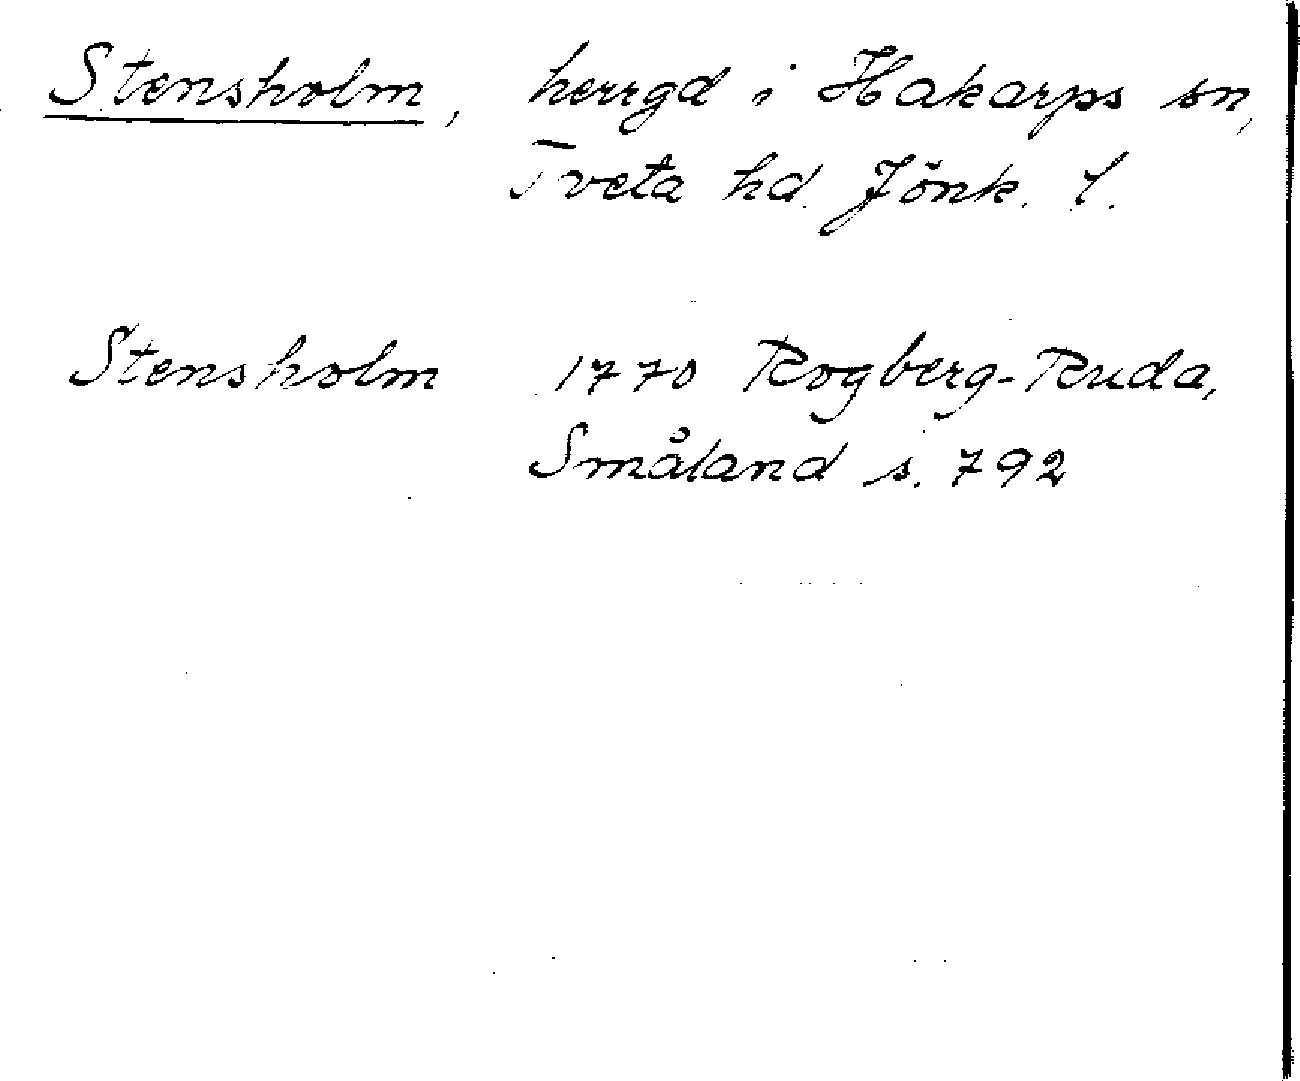 Stensholm, herrgd i Hakarps sn,
Tveta hd. Jönk. l.
Stensholm 1770 Rogberg-Ruda,
Småland s. 792